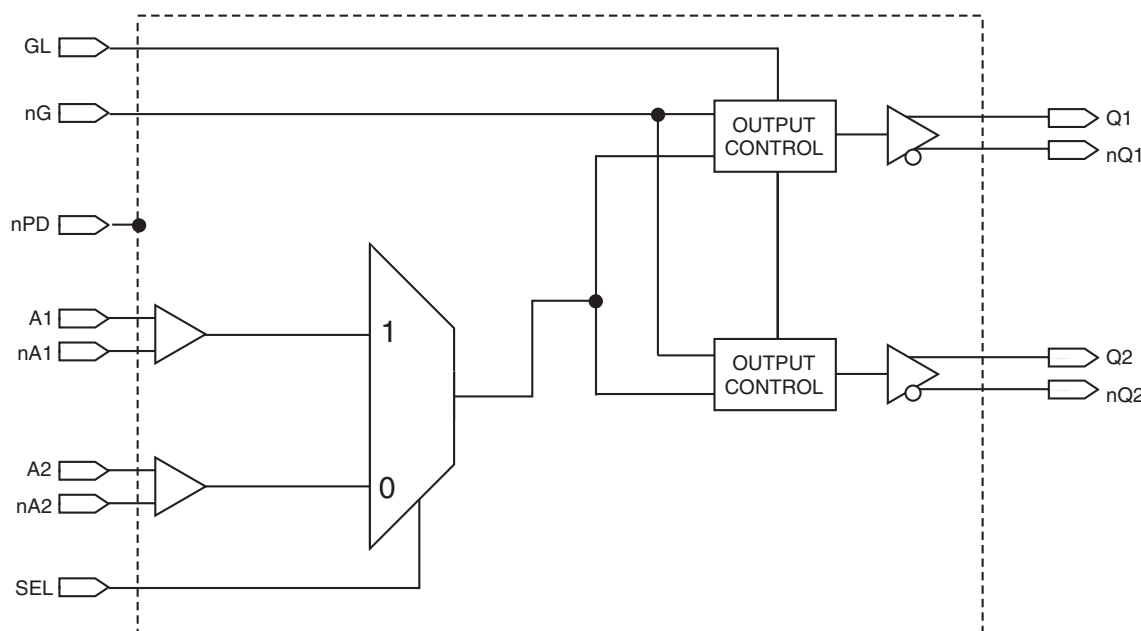 GL
nG
OUTPUT
CONTROL
Q1
nQ1
nPD
A1
nA1
1
OUTPUT
CONTROL
Q2
nQ2
A2
nA2
0
SEL